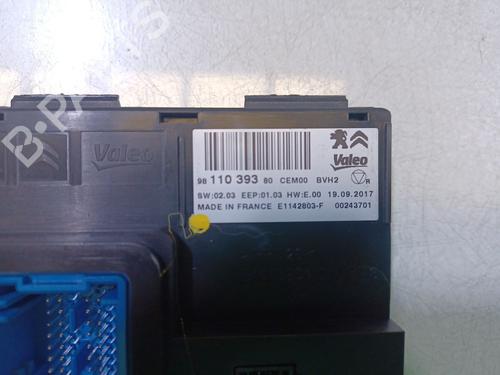 B-PARTS
Valeo
Valeo
98 110 393 80 CEM00 BVH2 R
SW:02.03 EEP:01.03 HW:E.00 19.09.2017
MADE IN FRANCE E1142803-F 00243701